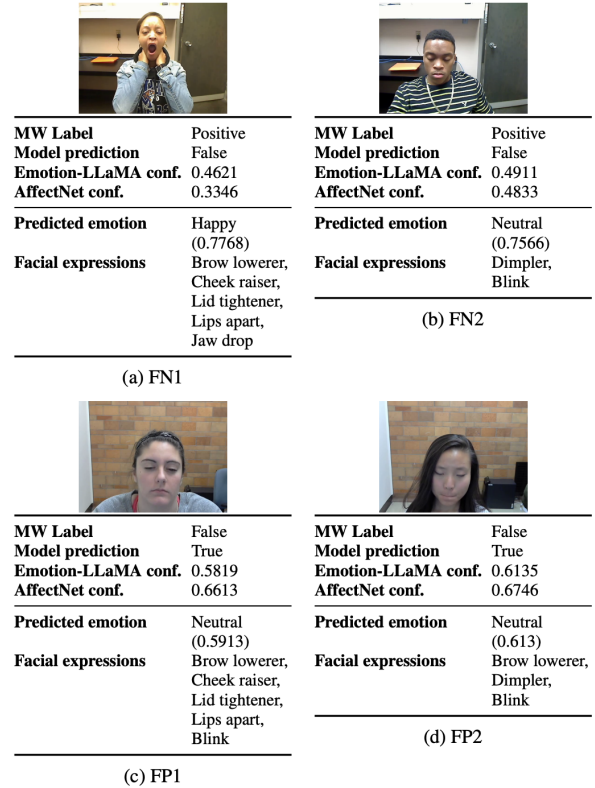 MW Label Positive
Model prediction False
Emotion-LLaMA conf. 0.4621
AffectNet conf. 0.3346
Predicted emotion Happy
(0.7768)
Facial expressions Brow lowerer,
Cheek raiser,
Lid tightener,
Lips apart,
Jaw drop
(a) FN1
MW Label Positive
Model prediction False
Emotion-LLaMA conf. 0.4911
AffectNet conf. 0.4833
Predicted emotion Neutral
(0.7566)
Facial expressions Dimpler,
Blink
(b) FN2
MW Label False
Model prediction True
Emotion-LLaMA conf. 0.5819
AffectNet conf. 0.6613
Predicted emotion Neutral
(0.5913)
Facial expressions Brow lowerer,
Cheek raiser,
Lid tightener,
Lips apart,
Blink
(c) FP1
MW Label False
Model prediction True
Emotion-LLaMA conf. 0.6135
AffectNet conf. 0.6746
Predicted emotion Neutral
(0.613)
Facial expressions Brow lowerer,
Dimpler,
Blink
(d) FP2